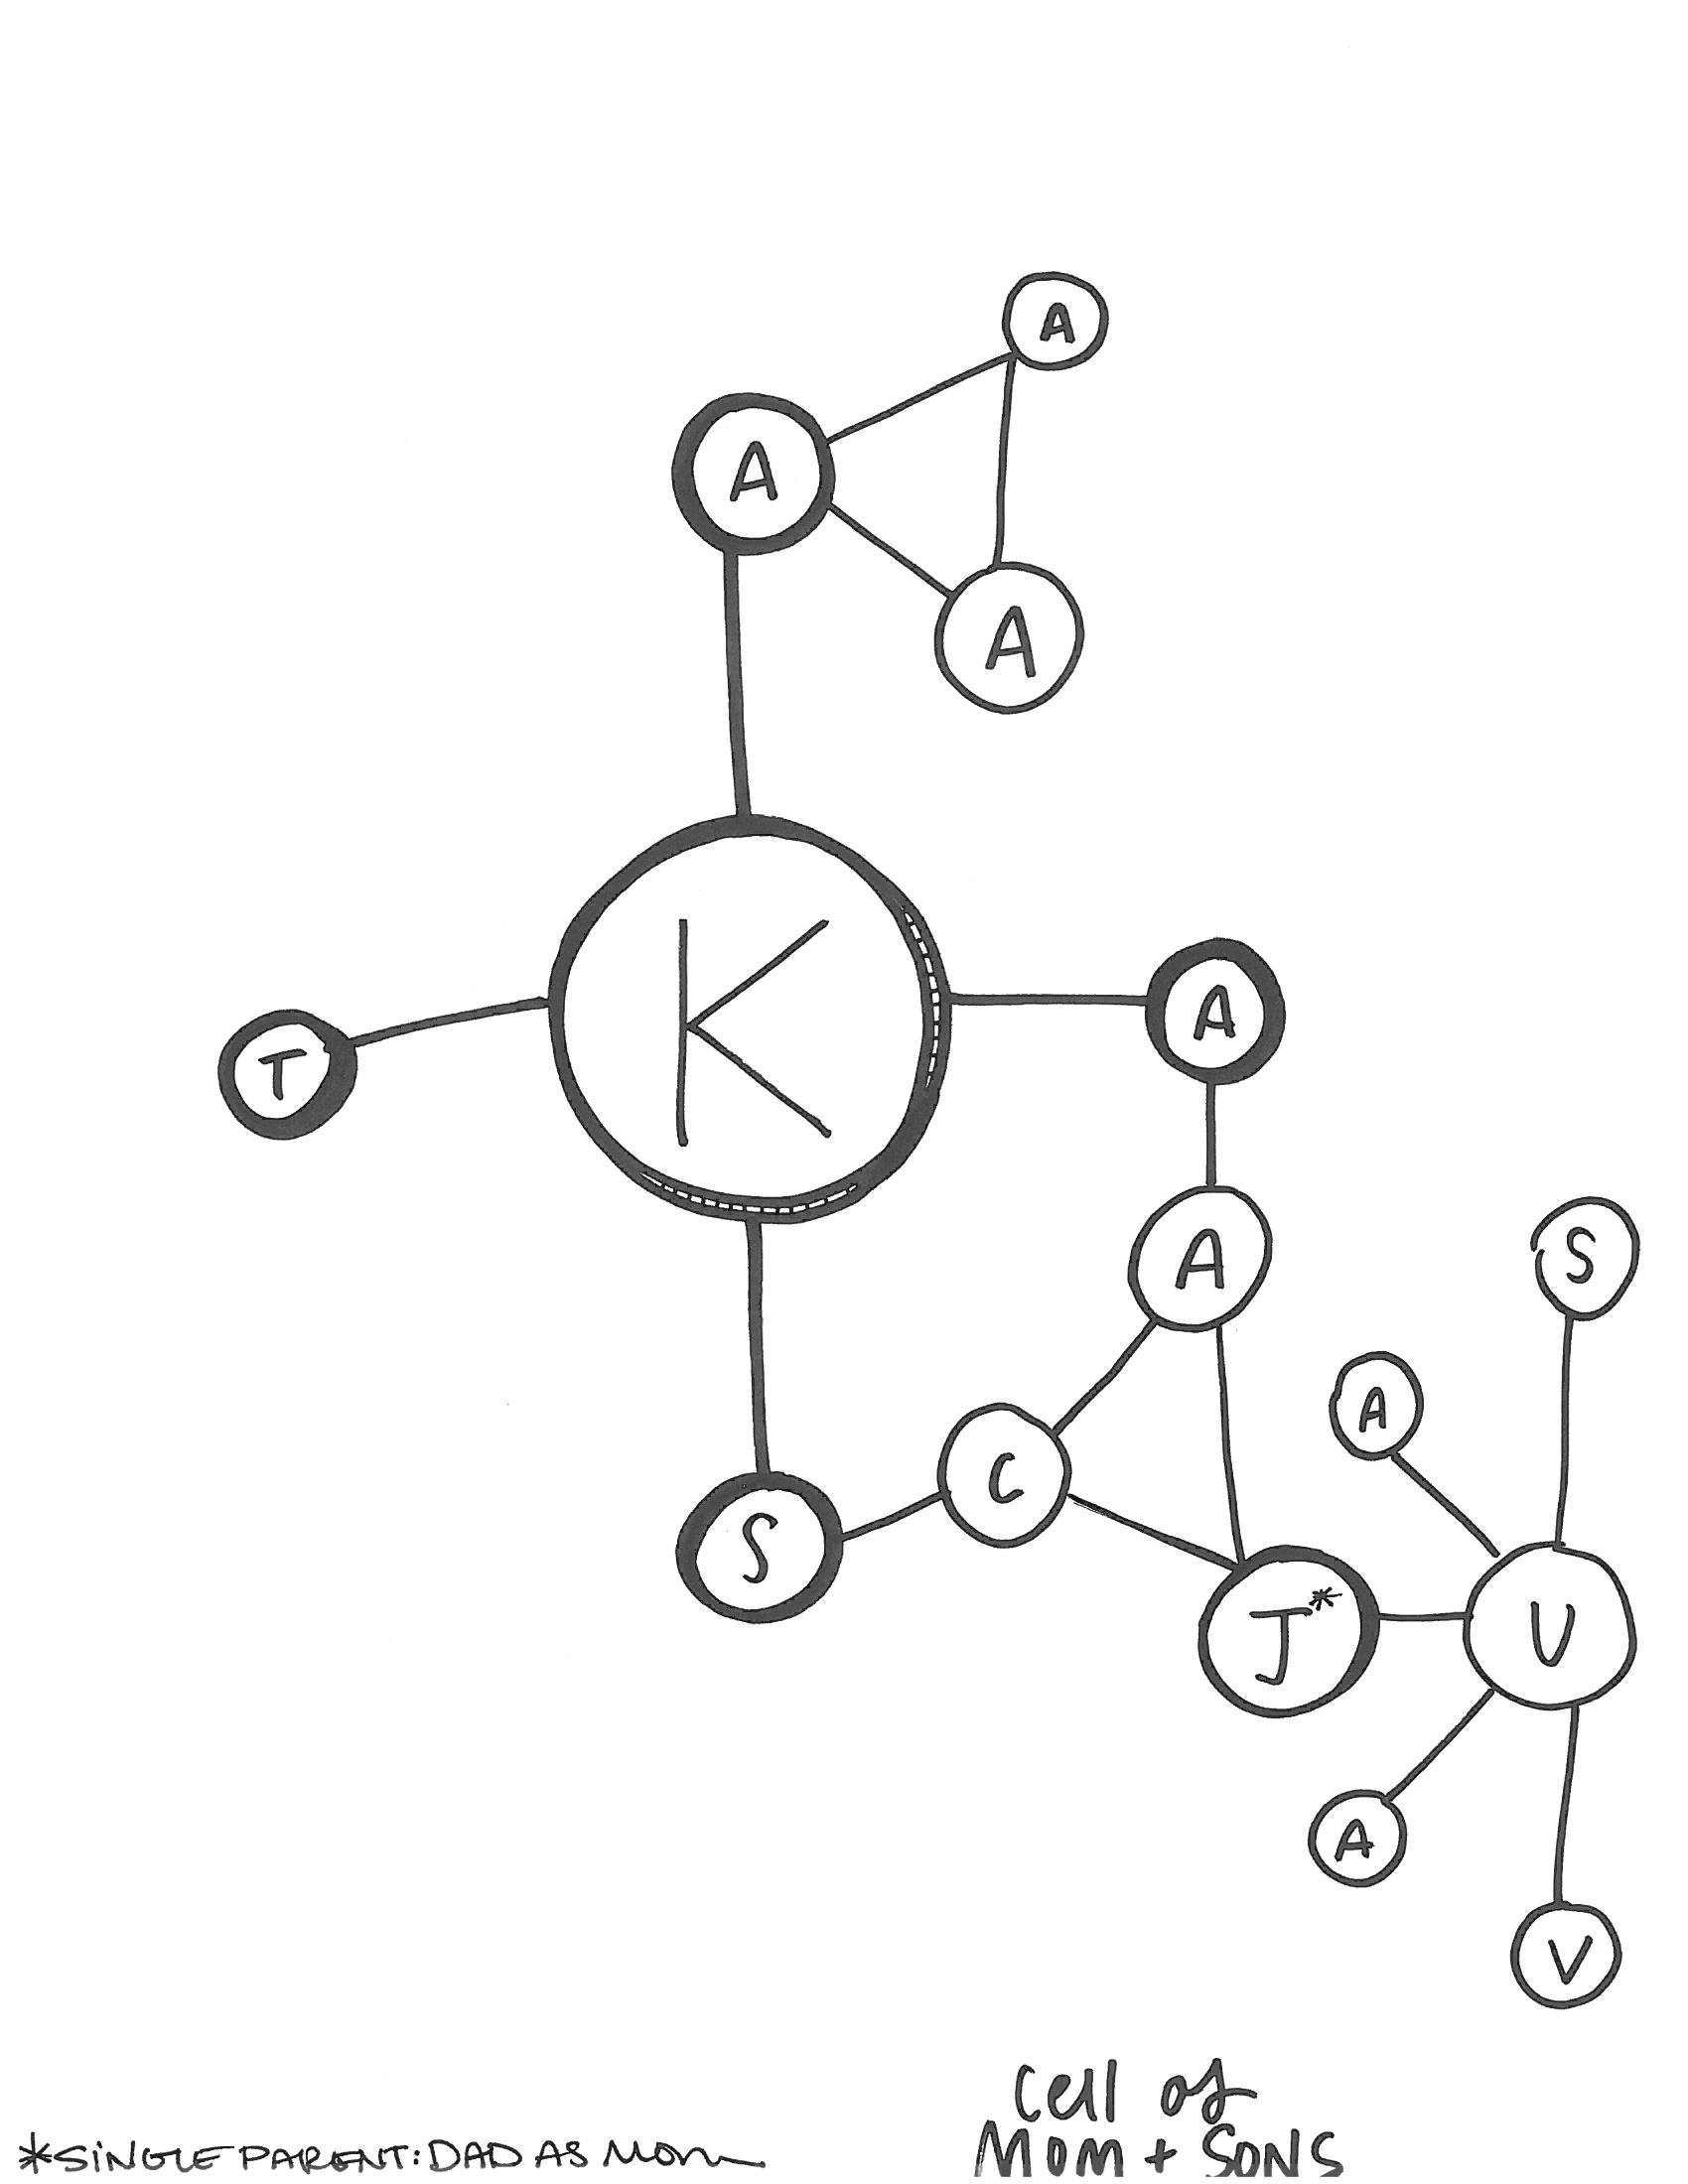 A
A
A
K
A
T
A
S
A
C
S
J*
U
A
V
cell of
MOM + SONS
*SINGLE PARENT: DAD AS MOM